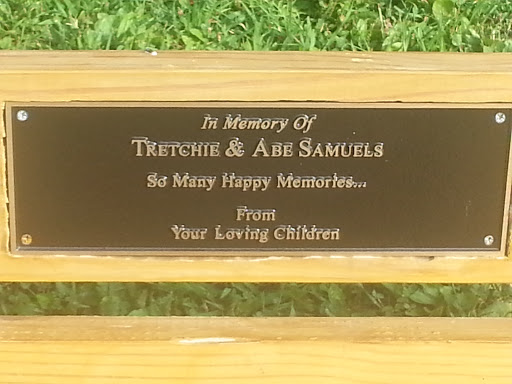 In Memory Of
Tretchie & Abe Samuels
So Many Happy Memories...
From
Your Loving Children